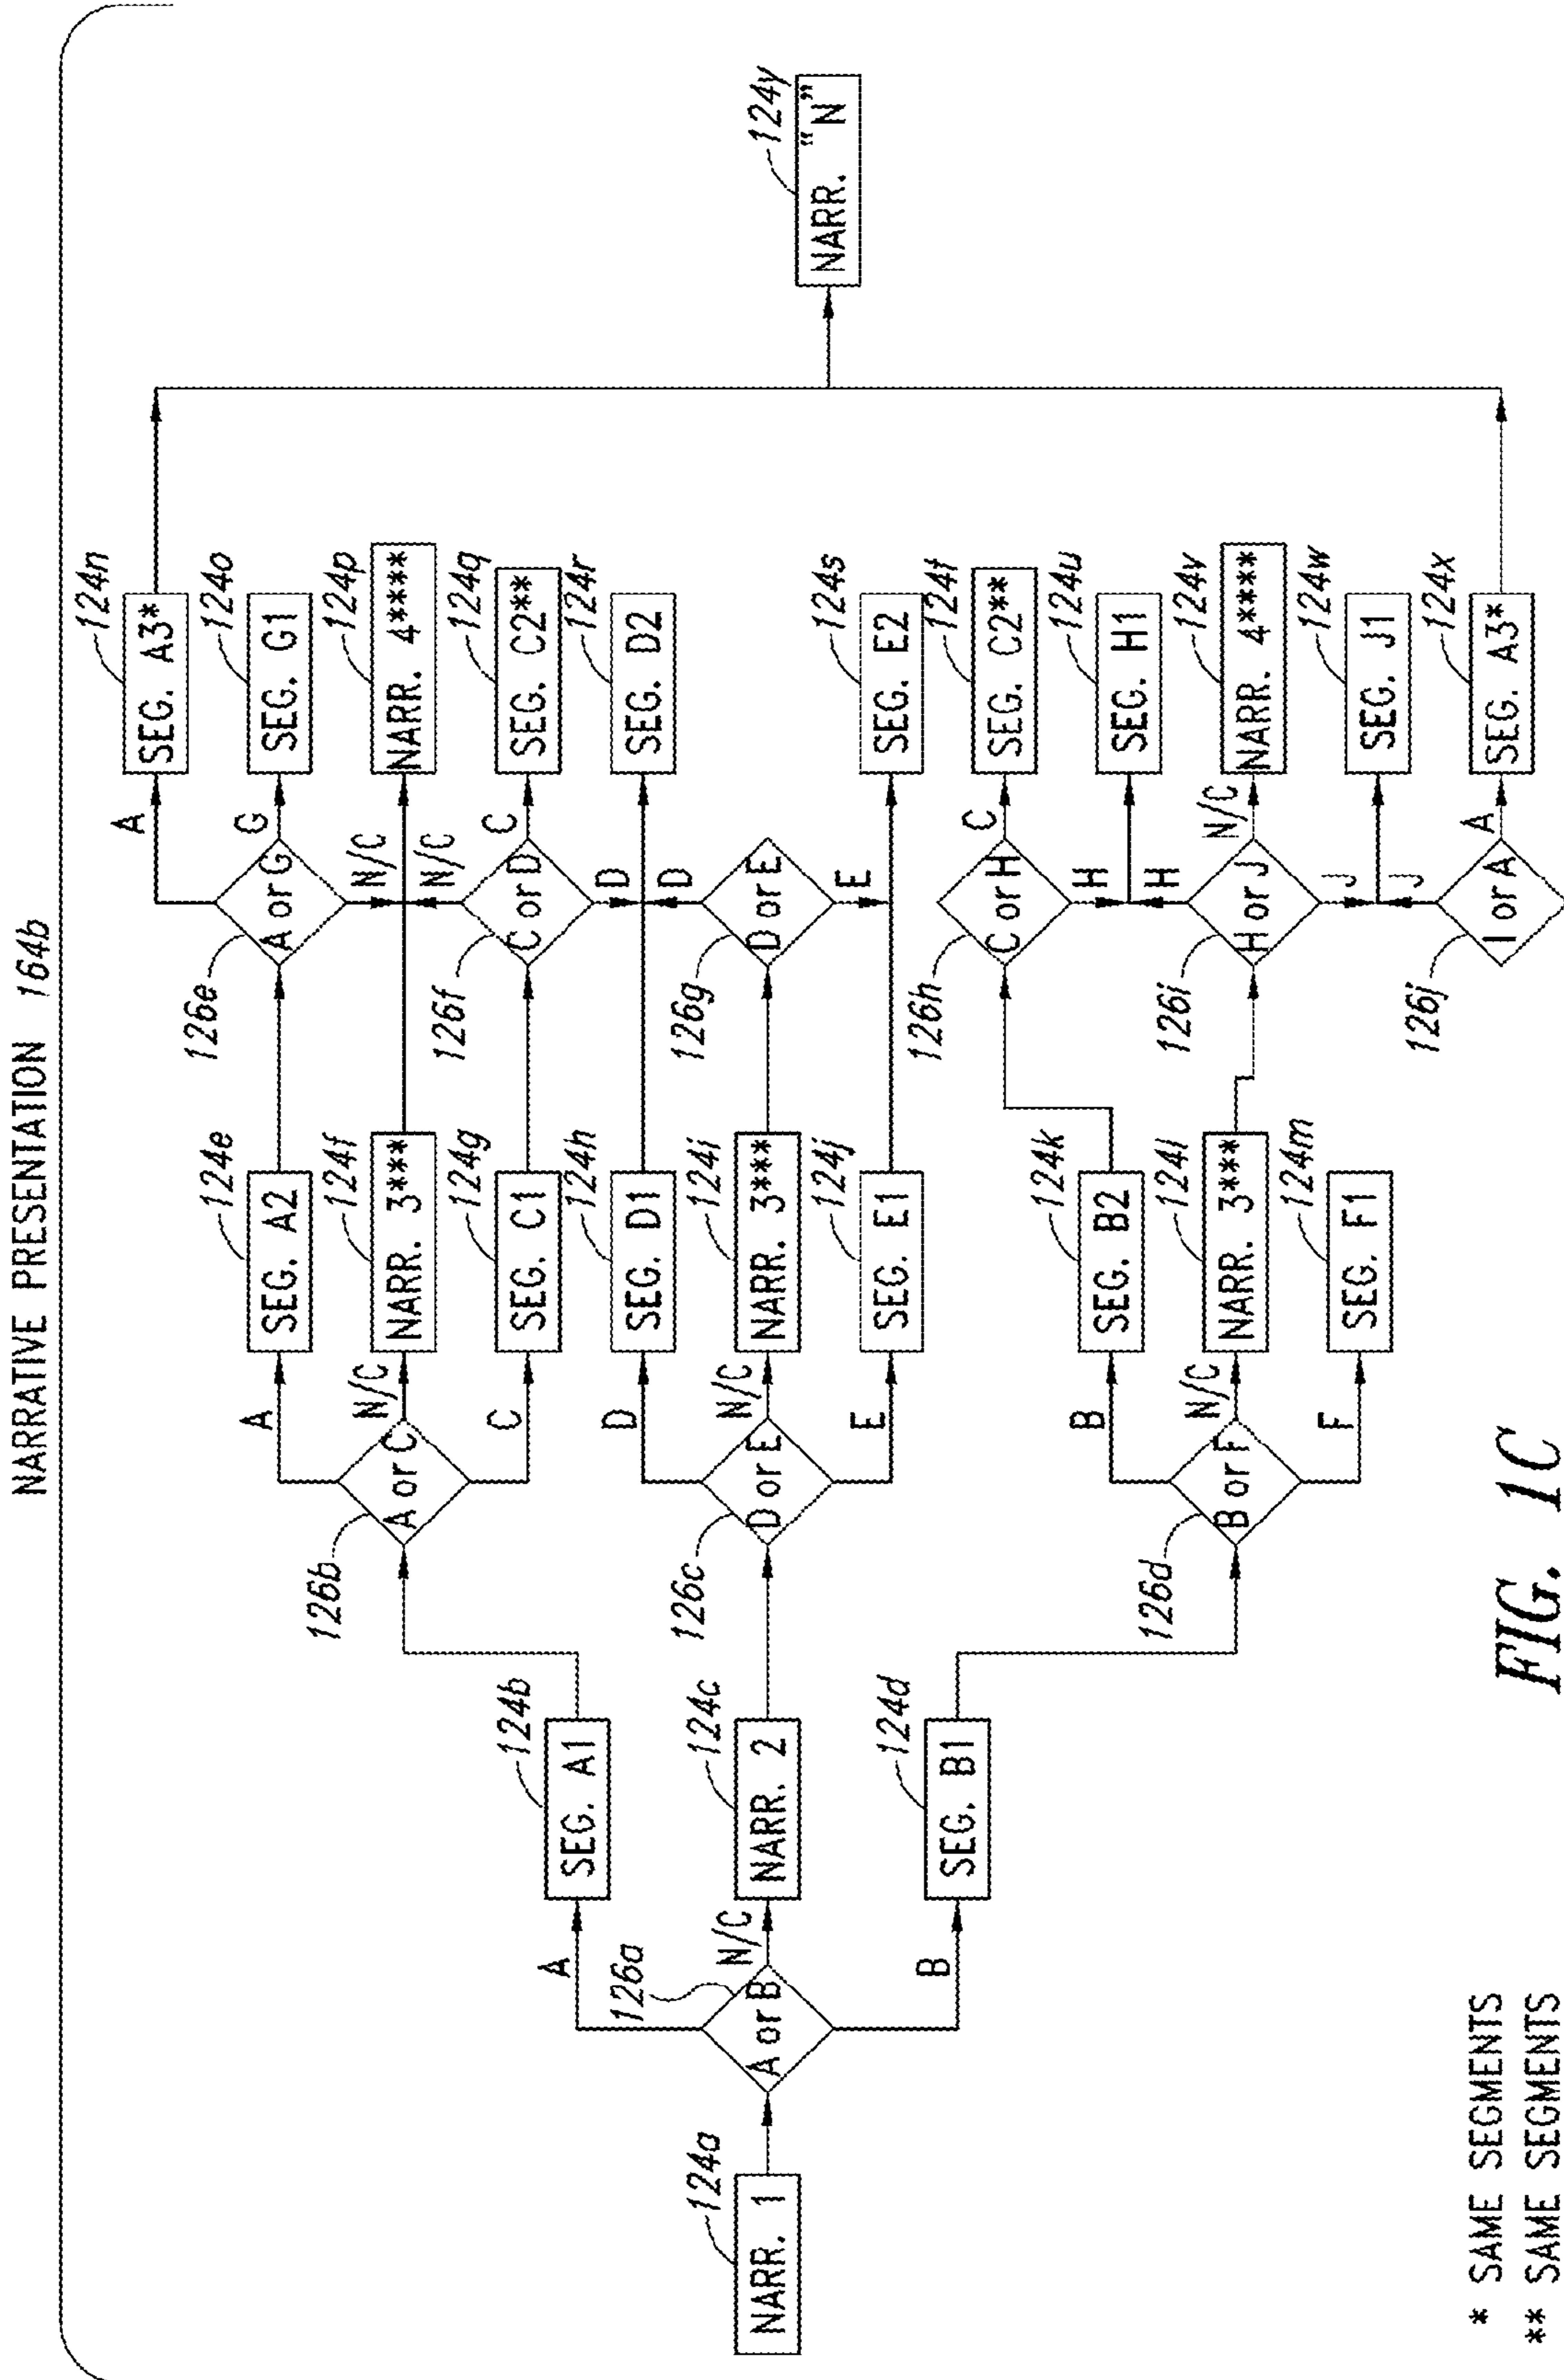 NARRATIVE PRESENTATION 164b
NARR. 1
124a
A or B
126a
A
N/C
B
SEG. A1
124b
NARR. 2
124c
SEG. B1
124d
A or C
126b
A
N/C
C
D or E
126c
D
N/C
E
B or F
126d
B
N/C
F
SEG. A2
124e
NARR. 3***
124f
SEG. C1
124g
SEG. D1
124h
NARR. 3***
124i
SEG. E1
124j
SEG. B2
124k
NARR. 3***
124l
SEG. F1
124m
A or G
126e
A
G
N/C
C or D
126f
N/C
C
D
D or E
126g
D
E
C or H
126h
C
H
H or J
126i
H
N/C
J
I or A
126j
J
A
SEG. A3*
124n
SEG. G1
124o
NARR. 4****
124p
SEG. C2**
124q
SEG. D2
124r
SEG. E2
124s
SEG. C2**
124t
SEG. H1
124u
NARR. 4****
124v
SEG. J1
124w
SEG. A3*
124x
NARR. "N"
124y
* SAME SEGMENTS
** SAME SEGMENTS
FIG. 1C